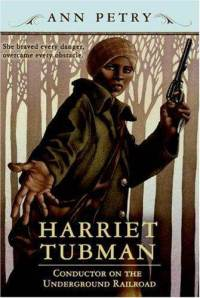 ANN PETRY
She braved every danger,
overcame every obstacle.
HARRIET
TUBMAN
CONDUCTOR ON THE
UNDERGROUND RAILROAD